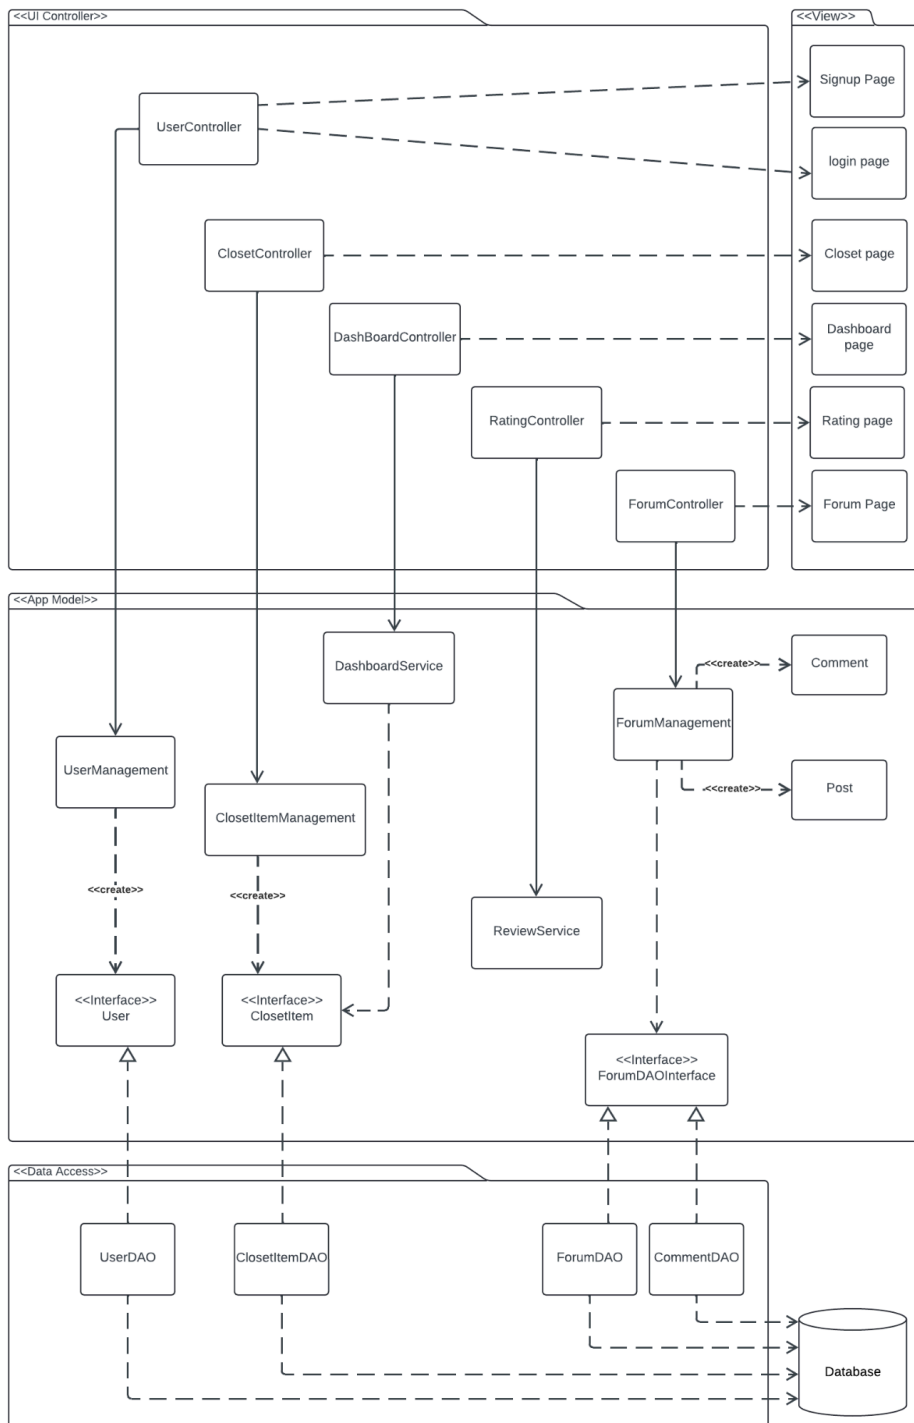 <<UI Controller>>
<<View>>
Signup Page
UserController
login page
ClosetController
Closet page
DashBoardController
Dashboard
page
RatingController
Rating page
ForumController
Forum Page
<<App Model>>
DashboardService
<<create>>
Comment
ForumManagement
UserManagement
<<create>>
Post
ClosetItemManagement
<<create>>
<<create>>
ReviewService
<<Interface>>
User
<<Interface>>
ClosetItem
<<Interface>>
ForumDAOInterface
<<Data Access>>
UserDAO
ClosetItemDAO
ForumDAO
CommentDAO
Database